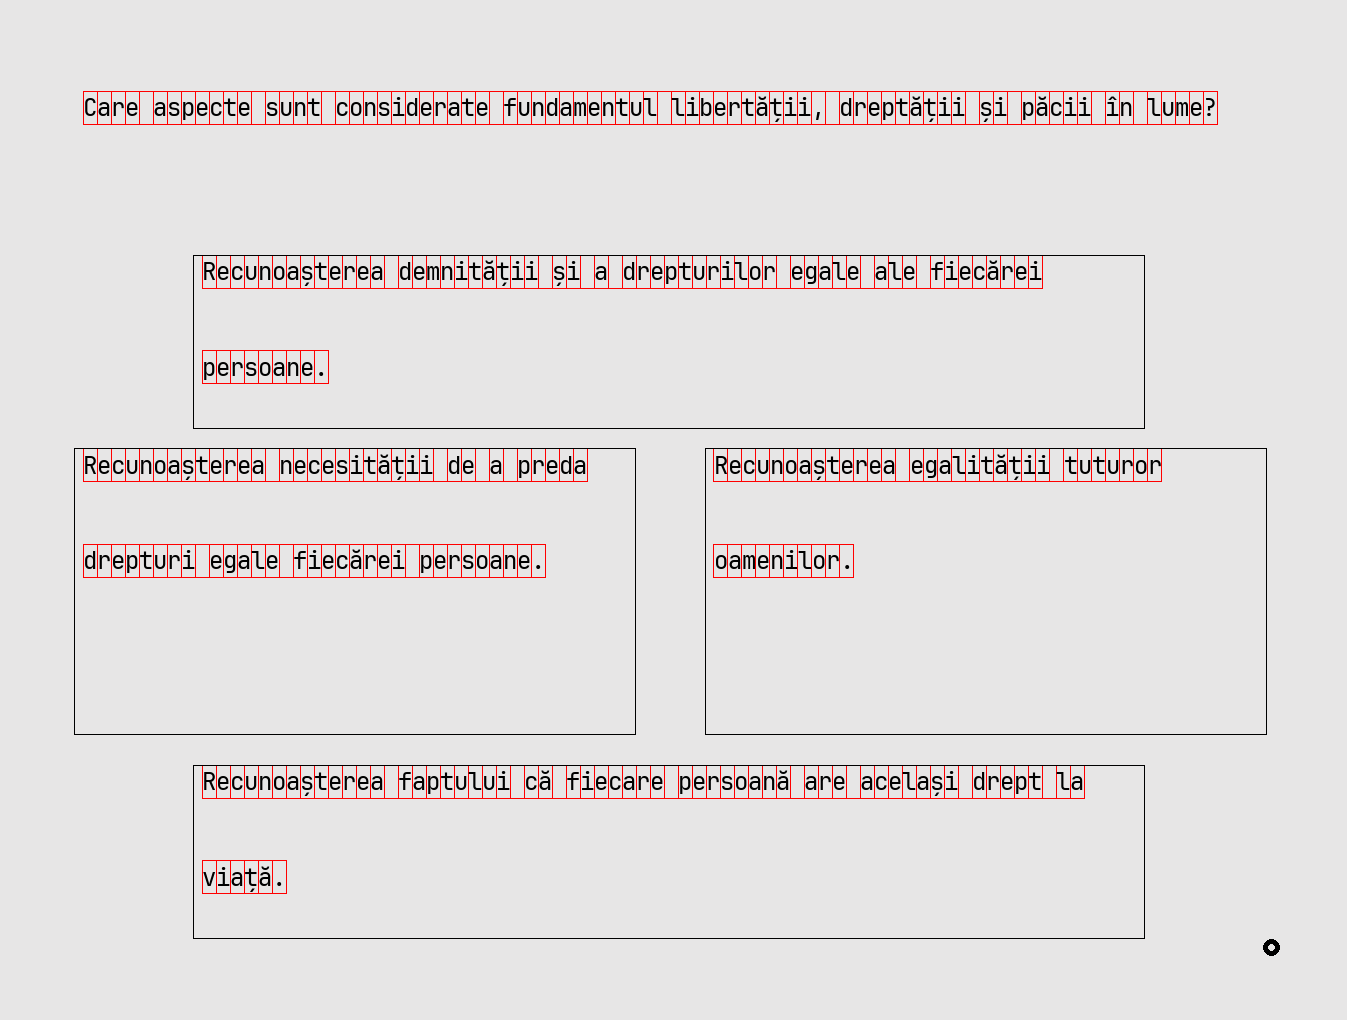 Care aspecte sunt considerate fundamentul libertății, dreptății și păcii în lume?
Recunoașterea demnității și a drepturilor egale ale fiecărei
persoane.
Recunoașterea necesității de a preda
drepturi egale fiecărei persoane.
Recunoașterea egalității tuturor
oamenilor.
Recunoașterea faptului că fiecare persoană are același drept la
viață.